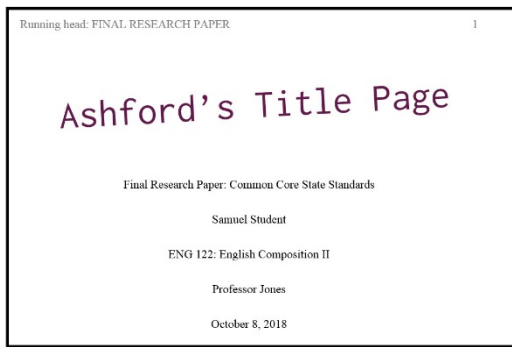 Running head: FINAL RESEARCH PAPER 1
Ashford's Title Page
Final Research Paper: Common Core State Standards
Samuel Student
ENG 122: English Composition II
Professor Jones
October 8, 2018